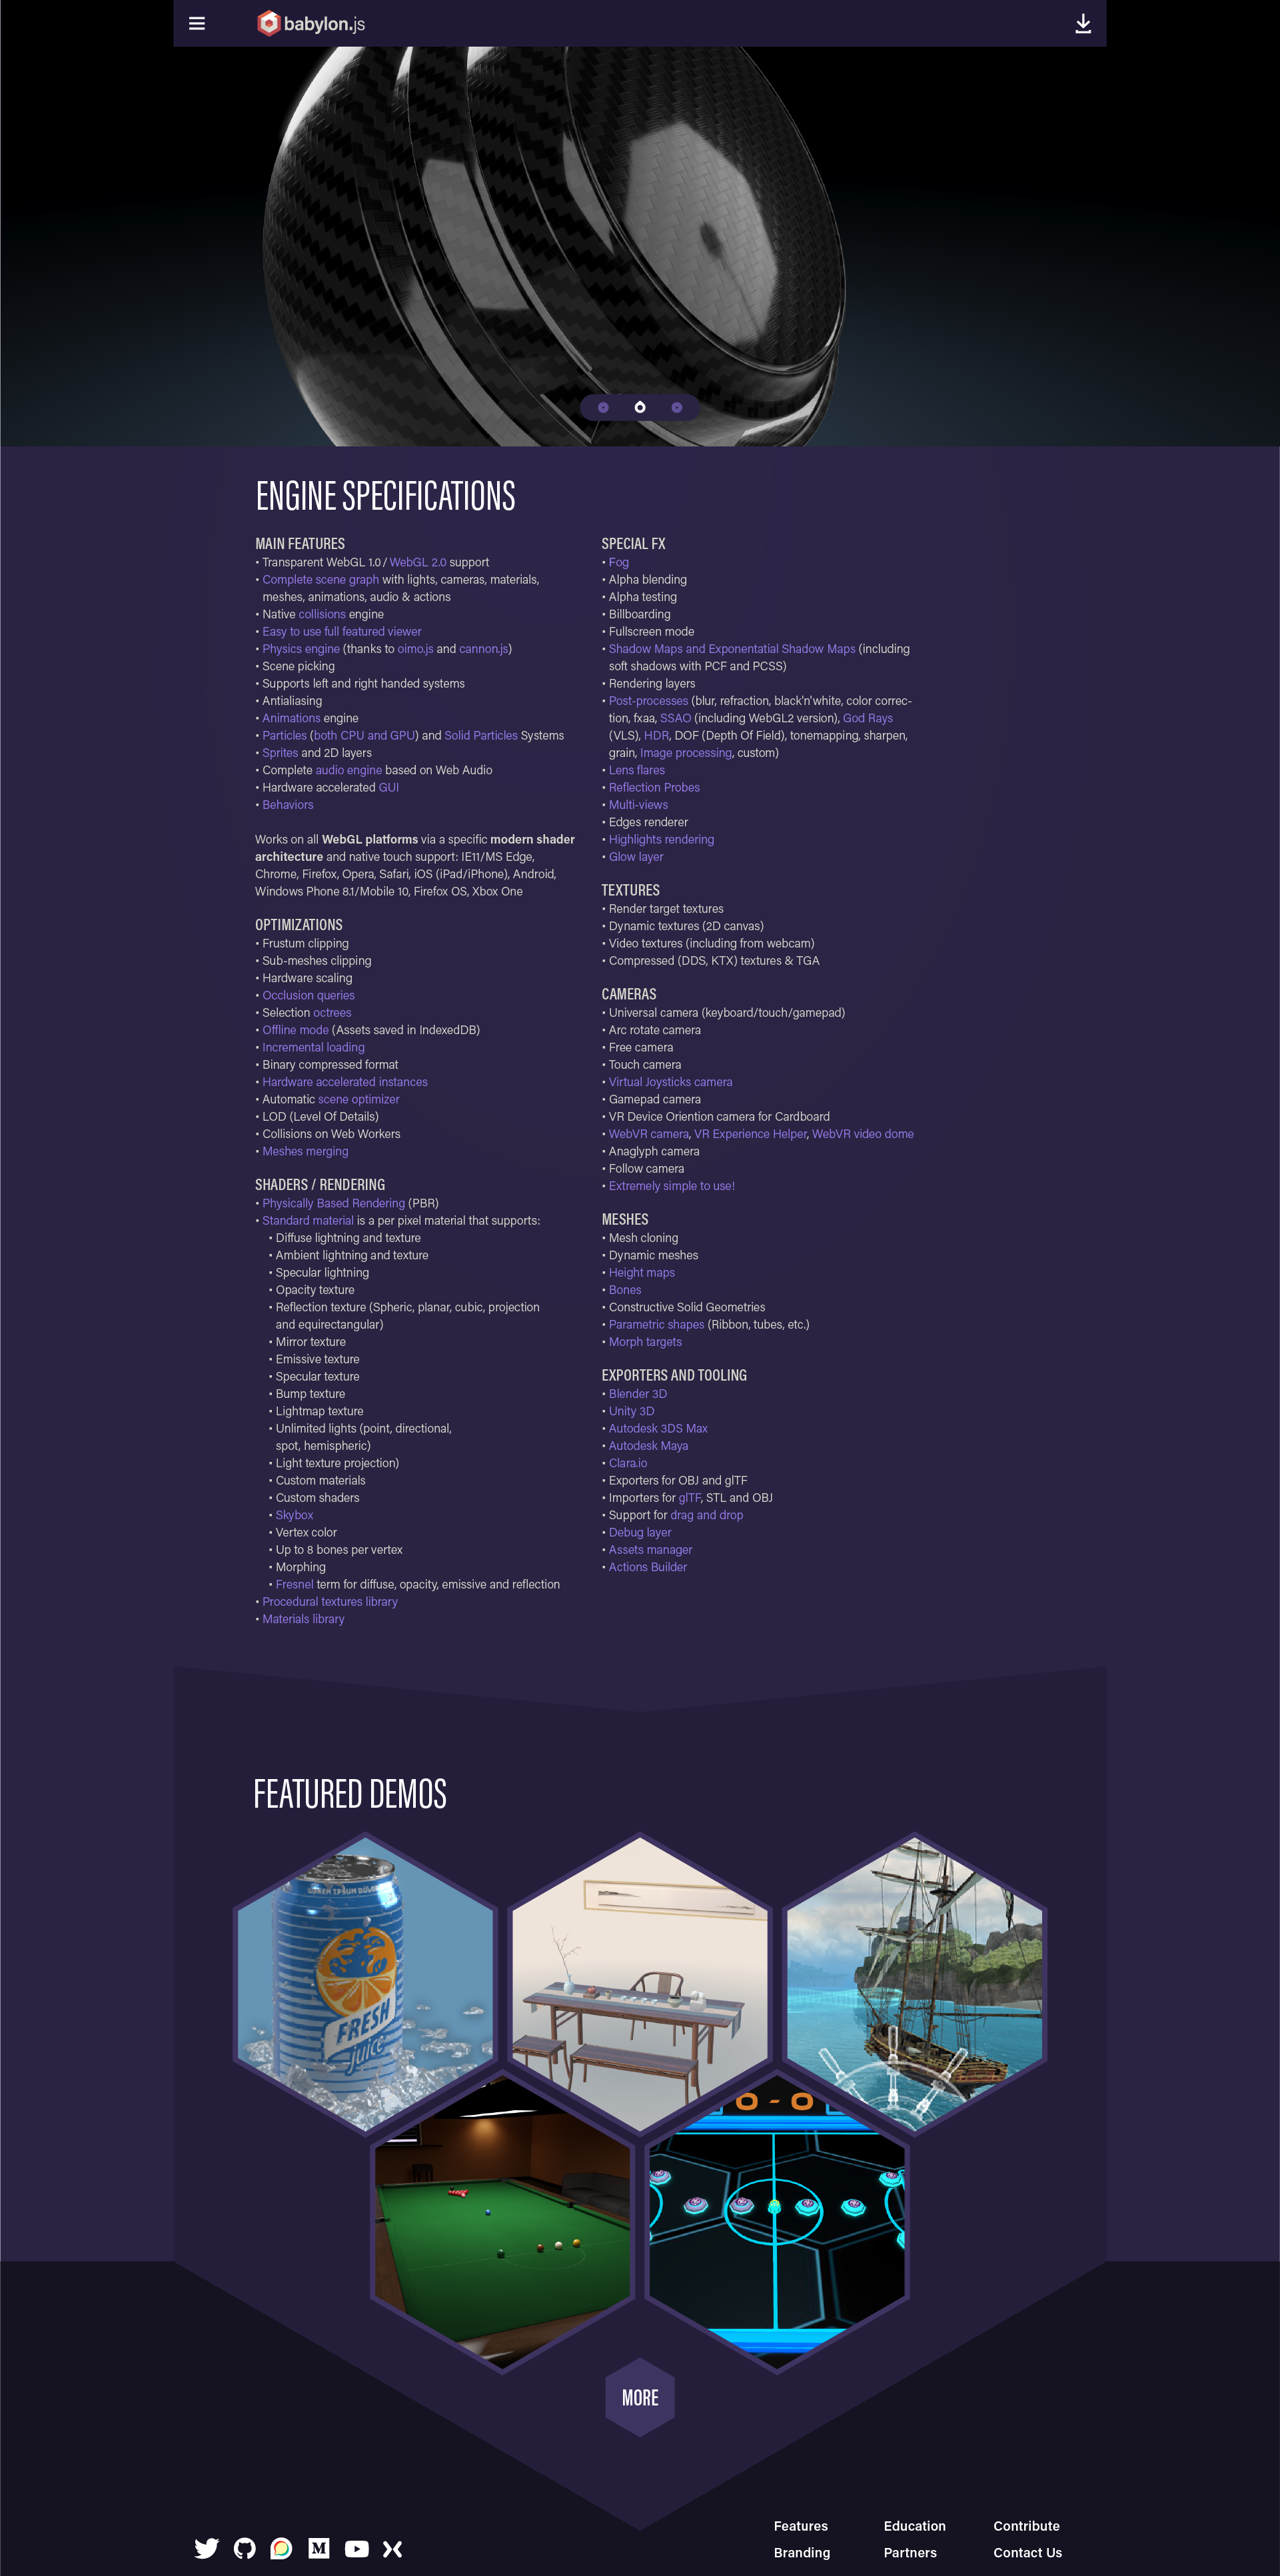 babylon.js
ENGINE SPECIFICATIONS
MAIN FEATURES
• Transparent WebGL 1.0 / WebGL 2.0 support
• Complete scene graph with lights, cameras, materials,
meshes, animations, audio & actions
• Native collisions engine
• Easy to use full featured viewer
• Physics engine (thanks to oimo.js and cannon.js)
• Scene picking
• Supports left and right handed systems
• Antialiasing
• Animations engine
• Particles (both CPU and GPU) and Solid Particles Systems
• Sprites and 2D layers
• Complete audio engine based on Web Audio
• Hardware accelerated GUI
• Behaviors
Works on all WebGL platforms via a specific modern shader
architecture and native touch support: IE11/MS Edge,
Chrome, Firefox, Opera, Safari, iOS (iPad/iPhone), Android,
Windows Phone 8.1/Mobile 10, Firefox OS, Xbox One
OPTIMIZATIONS
• Frustum clipping
• Sub-meshes clipping
• Hardware scaling
• Occlusion queries
• Selection octrees
• Offline mode (Assets saved in IndexedDB)
• Incremental loading
• Binary compressed format
• Hardware accelerated instances
• Automatic scene optimizer
• LOD (Level Of Details)
• Collisions on Web Workers
• Meshes merging
SHADERS / RENDERING
• Physically Based Rendering (PBR)
• Standard material is a per pixel material that supports:
• Diffuse lightning and texture
• Ambient lightning and texture
• Specular lightning
• Opacity texture
• Reflection texture (Spheric, planar, cubic, projection
and equirectangular)
• Mirror texture
• Emissive texture
• Specular texture
• Bump texture
• Lightmap texture
• Unlimited lights (point, directional,
spot, hemispheric)
• Light texture projection)
• Custom materials
• Custom shaders
• Skybox
• Vertex color
• Up to 8 bones per vertex
• Morphing
• Fresnel term for diffuse, opacity, emissive and reflection
• Procedural textures library
• Materials library
SPECIAL FX
• Fog
• Alpha blending
• Alpha testing
• Billboarding
• Fullscreen mode
• Shadow Maps and Exponentatial Shadow Maps (including
soft shadows with PCF and PCSS)
• Rendering layers
• Post-processes (blur, refraction, black'n'white, color correc-
tion, fxaa, SSAO (including WebGL2 version), God Rays
(VLS), HDR, DOF (Depth Of Field), tonemapping, sharpen,
grain, Image processing, custom)
• Lens flares
• Reflection Probes
• Multi-views
• Edges renderer
• Highlights rendering
• Glow layer
TEXTURES
• Render target textures
• Dynamic textures (2D canvas)
• Video textures (including from webcam)
• Compressed (DDS, KTX) textures & TGA
CAMERAS
• Universal camera (keyboard/touch/gamepad)
• Arc rotate camera
• Free camera
• Touch camera
• Virtual Joysticks camera
• Gamepad camera
• VR Device Oriention camera for Cardboard
• WebVR camera, VR Experience Helper, WebVR video dome
• Anaglyph camera
• Follow camera
• Extremely simple to use!
MESHES
• Mesh cloning
• Dynamic meshes
• Height maps
• Bones
• Constructive Solid Geometries
• Parametric shapes (Ribbon, tubes, etc.)
• Morph targets
EXPORTERS AND TOOLING
• Blender 3D
• Unity 3D
• Autodesk 3DS Max
• Autodesk Maya
• Clara.io
• Exporters for OBJ and glTF
• Importers for glTF, STL and OBJ
• Support for drag and drop
• Debug layer
• Assets manager
• Actions Builder
FEATURED DEMOS
FRESH
juice
0 - 0
MORE
Features Education Contribute
Branding Partners Contact Us